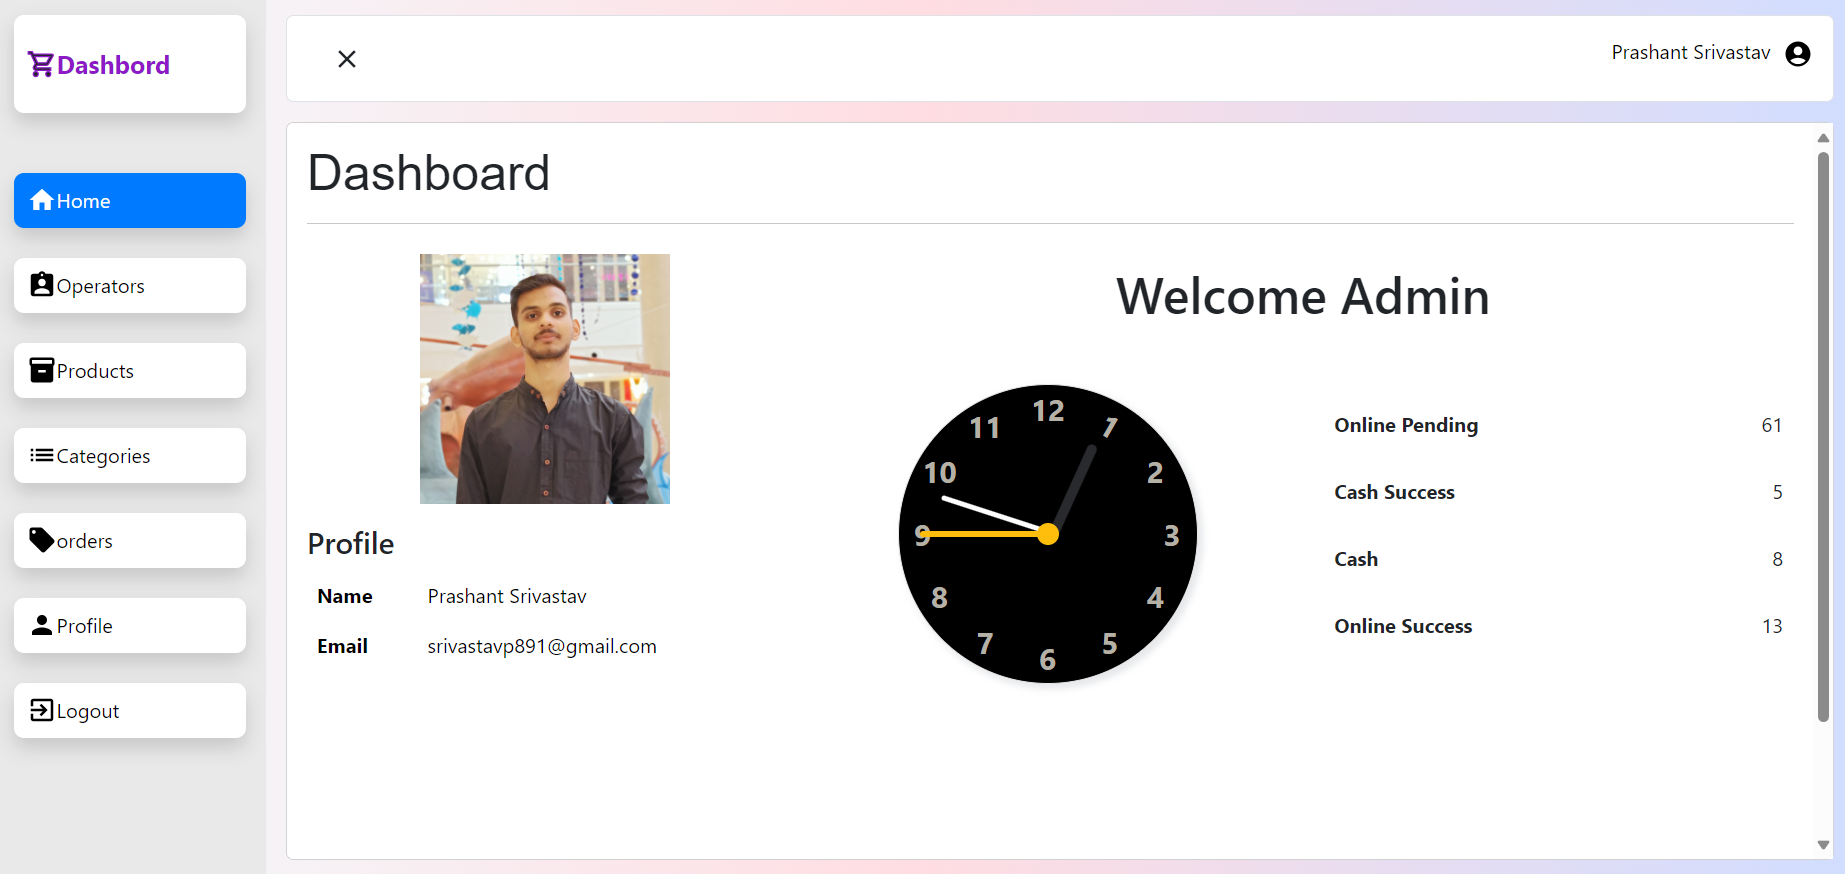 Dashbord
Prashant Srivastav
Home
Operators
Products
Categories
orders
Profile
Logout
Dashboard
Profile
Name Prashant Srivastav
Email srivastavp891@gmail.com
Welcome Admin
12
1
2
3
4
5
6
7
8
9
10
11
Online Pending 61
Cash Success 5
Cash 8
Online Success 13